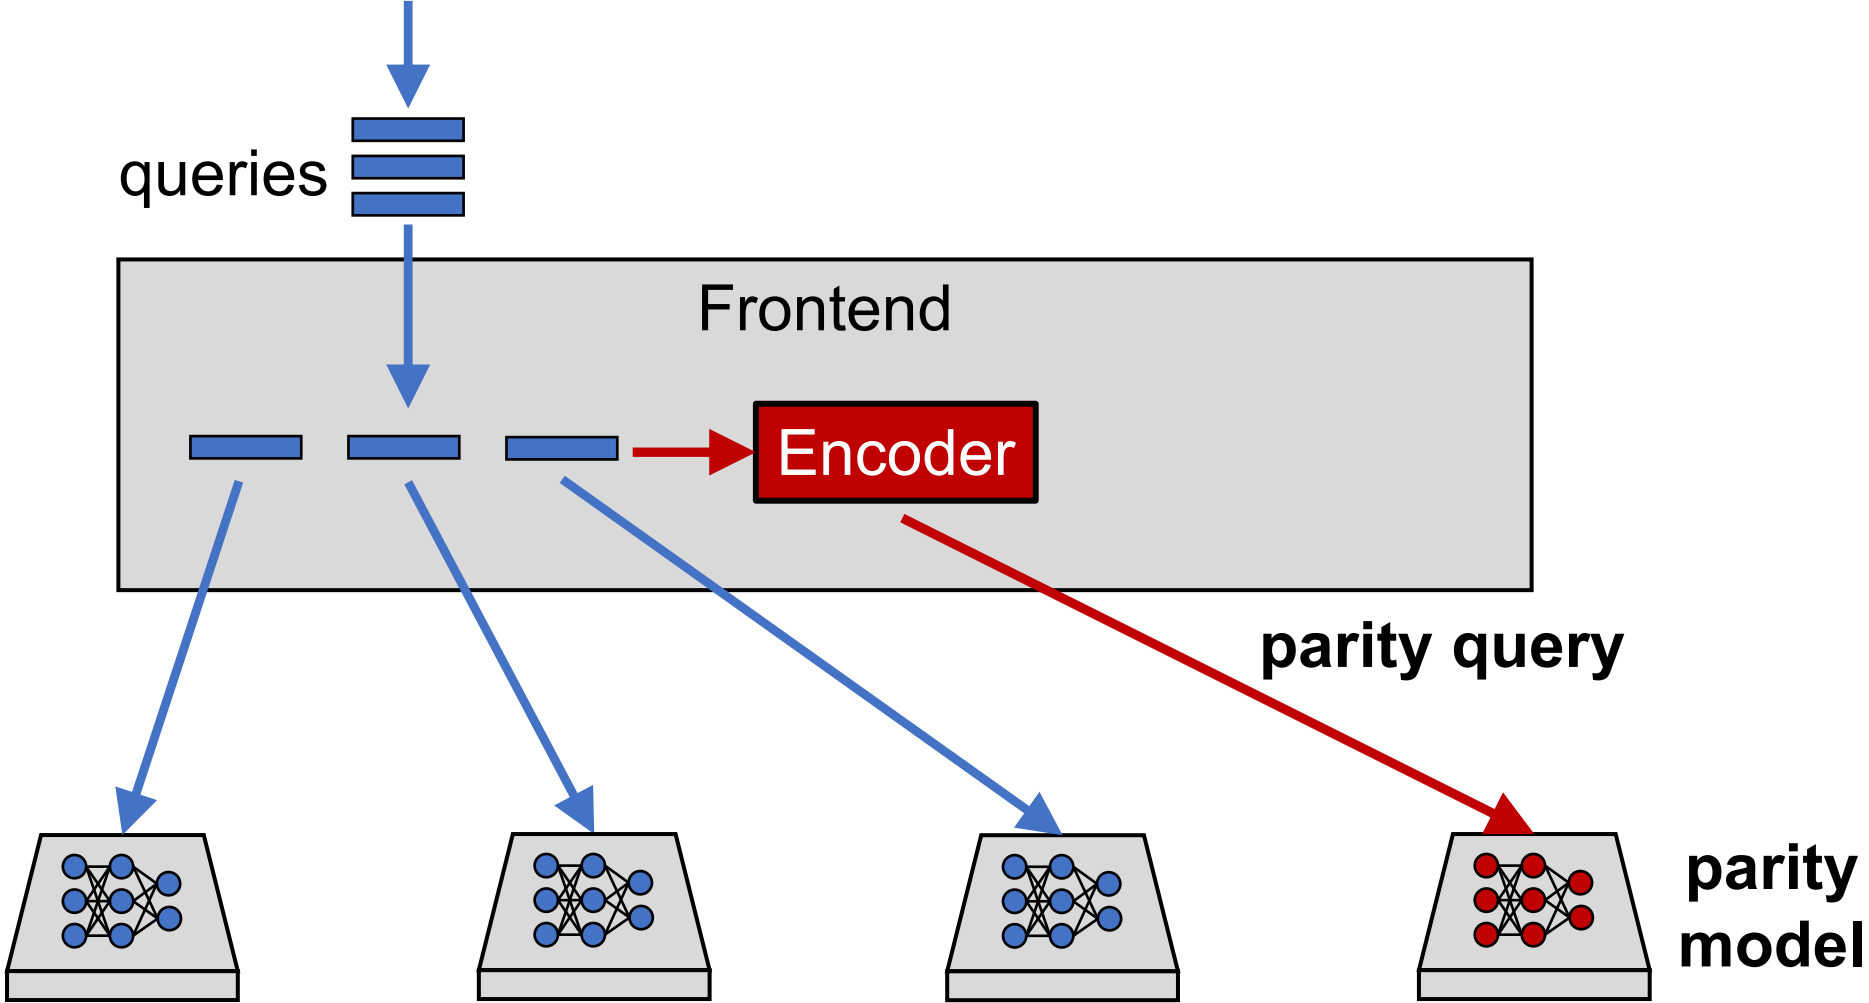 queries
Frontend
Encoder
parity query
parity
model